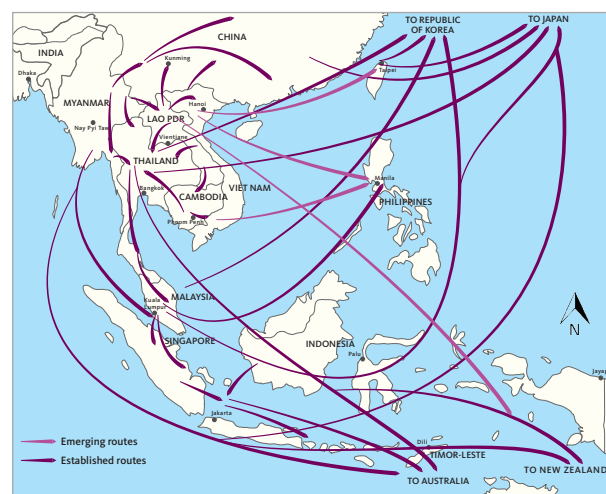 TO REPUBLIC
OF KOREA
TO JAPAN
CHINA
INDIA
Kunming
Dhaka
Taipei
MYANMAR
Hanoi
LAO PDR
Nay Pyi Taw
Vientiane
THAILAND
Manila
Bangkok
CAMBODIA
VIET NAM
PHILIPPINES
Phnom Penh
MALAYSIA
Kuala
Lumpur
N
SINGAPORE
INDONESIA
Palu
Jayap
Jakarta
Emerging routes
Dili
TIMOR-LESTE
Established routes
TO NEW ZEALAND
TO AUSTRALIA